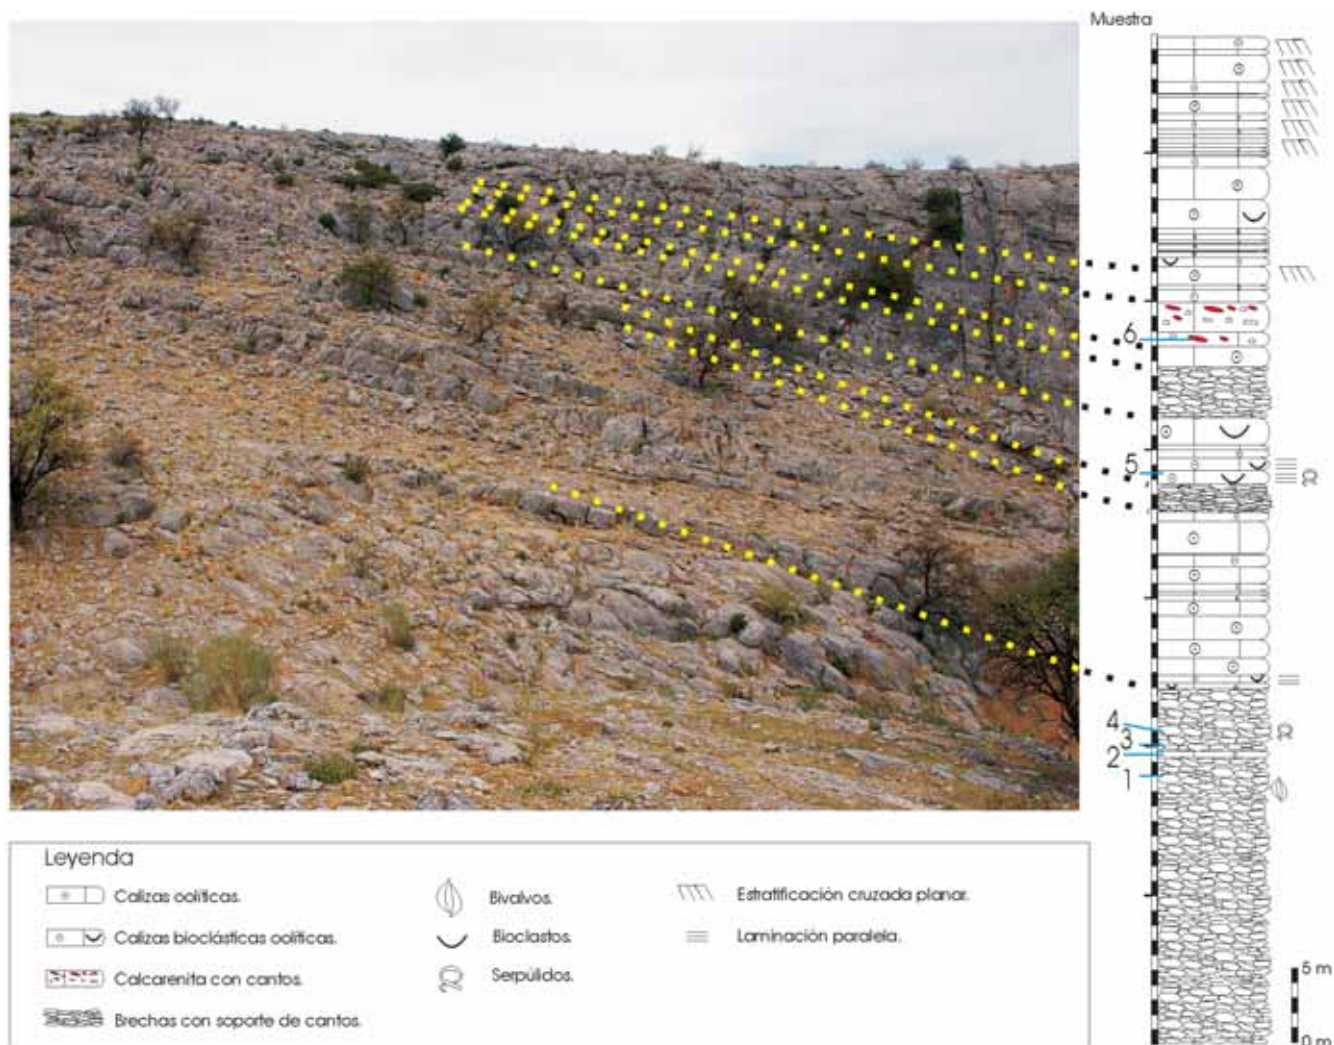 Muestra
6
5
4
3
2
1
5 m
0 m
Leyenda
Calizas oolíticas.
Calizas bioclásticas oolíticas.
Calcarenita con cantos.
Brechas con soporte de cantos.
Bivalvos.
Bioclastos.
Serpúlidos.
Estratificación cruzada planar.
Laminación paralela.